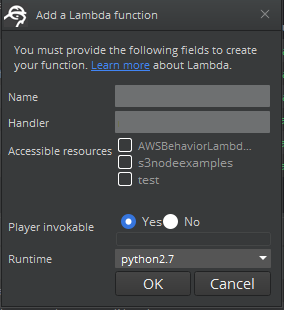 Add a Lambda function
You must provide the following fields to create
your function. Learn more about Lambda.
Name
Handler
Accessible resources
AWSBehaviorLambd...
s3nodeexamples
test
Player invokable
Yes No
Runtime
python2.7
OK Cancel